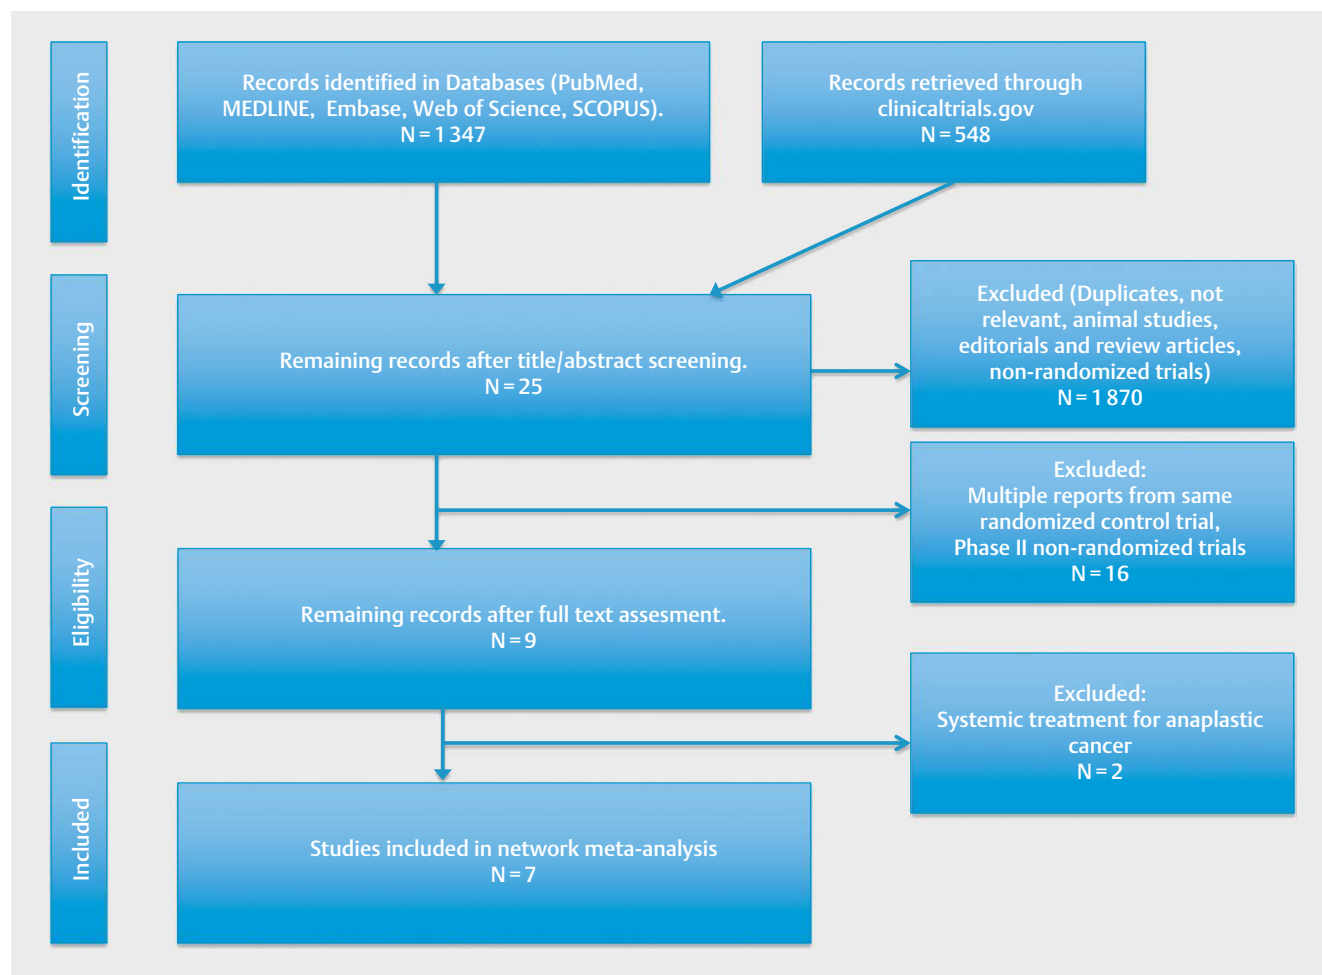 Identification
Records identified in Databases (PubMed,
MEDLINE, Embase, Web of Science, SCOPUS).
N = 1 347
Records retrieved through
clinicaltrials.gov
N = 548
Screening
Remaining records after title/abstract screening.
N = 25
Excluded (Duplicates, not
relevant, animal studies,
editorials and review articles,
non-randomized trials)
N = 1 870
Excluded:
Multiple reports from same
randomized control trial,
Phase II non-randomized trials
N = 16
Eligibility
Remaining records after full text assesment.
N = 9
Excluded:
Systemic treatment for anaplastic
cancer
N = 2
Included
Studies included in network meta-analysis
N = 7